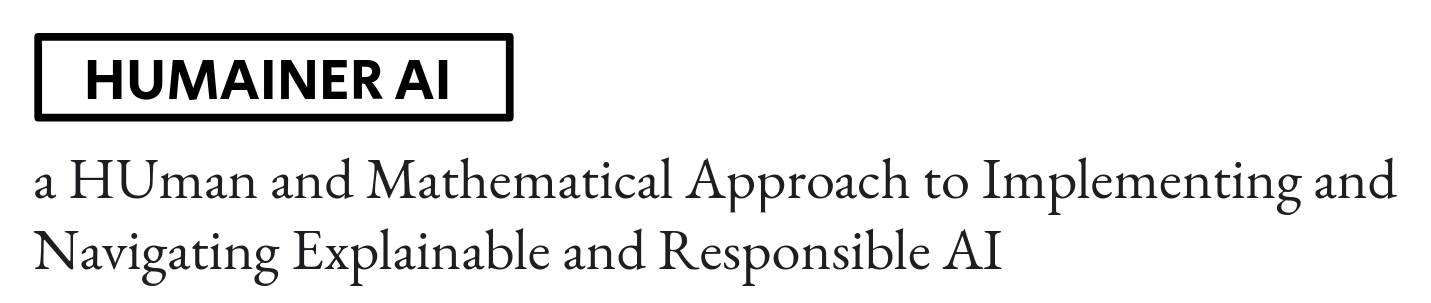 HUMAINER AI
a HUman and Mathematical Approach to Implementing and
Navigating Explainable and Responsible AI